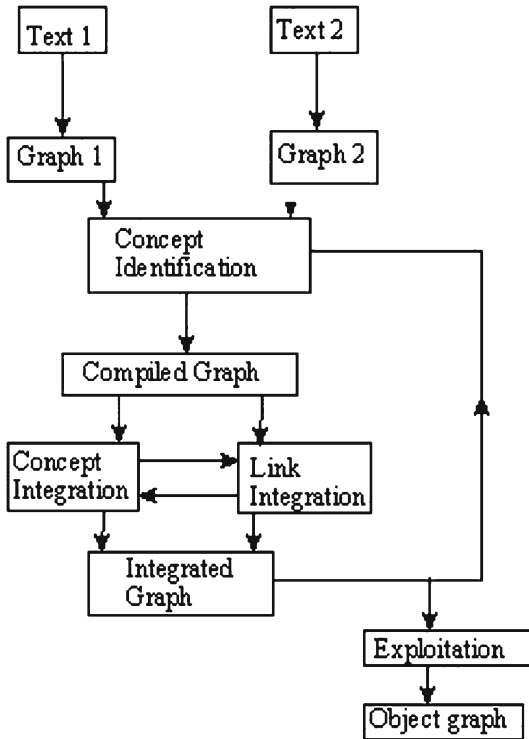 Text 1
Text 2
Graph 1
Graph 2
Concept
Identification
Compiled Graph
Concept
Integration
Link
Integration
Integrated
Graph
Exploitation
Object graph